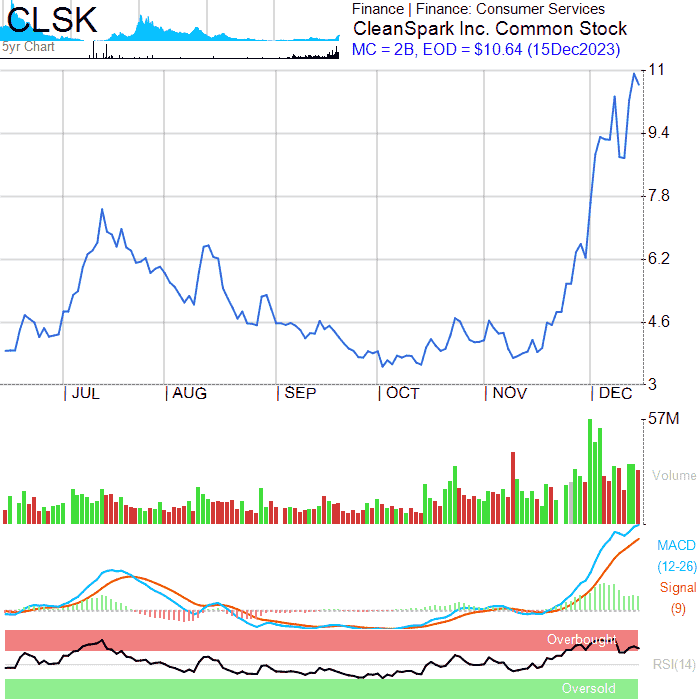 CLSK
5yr Chart
Finance | Finance: Consumer Services
CleanSpark Inc. Common Stock
MC = 2B, EOD = $10.64 (15Dec2023)
11
9.4
7.8
6.2
4.6
3
JUL AUG SEP OCT NOV DEC
57M
Volume
MACD
(12-26)
Signal
(9)
Overbought
RSI(14)
Oversold